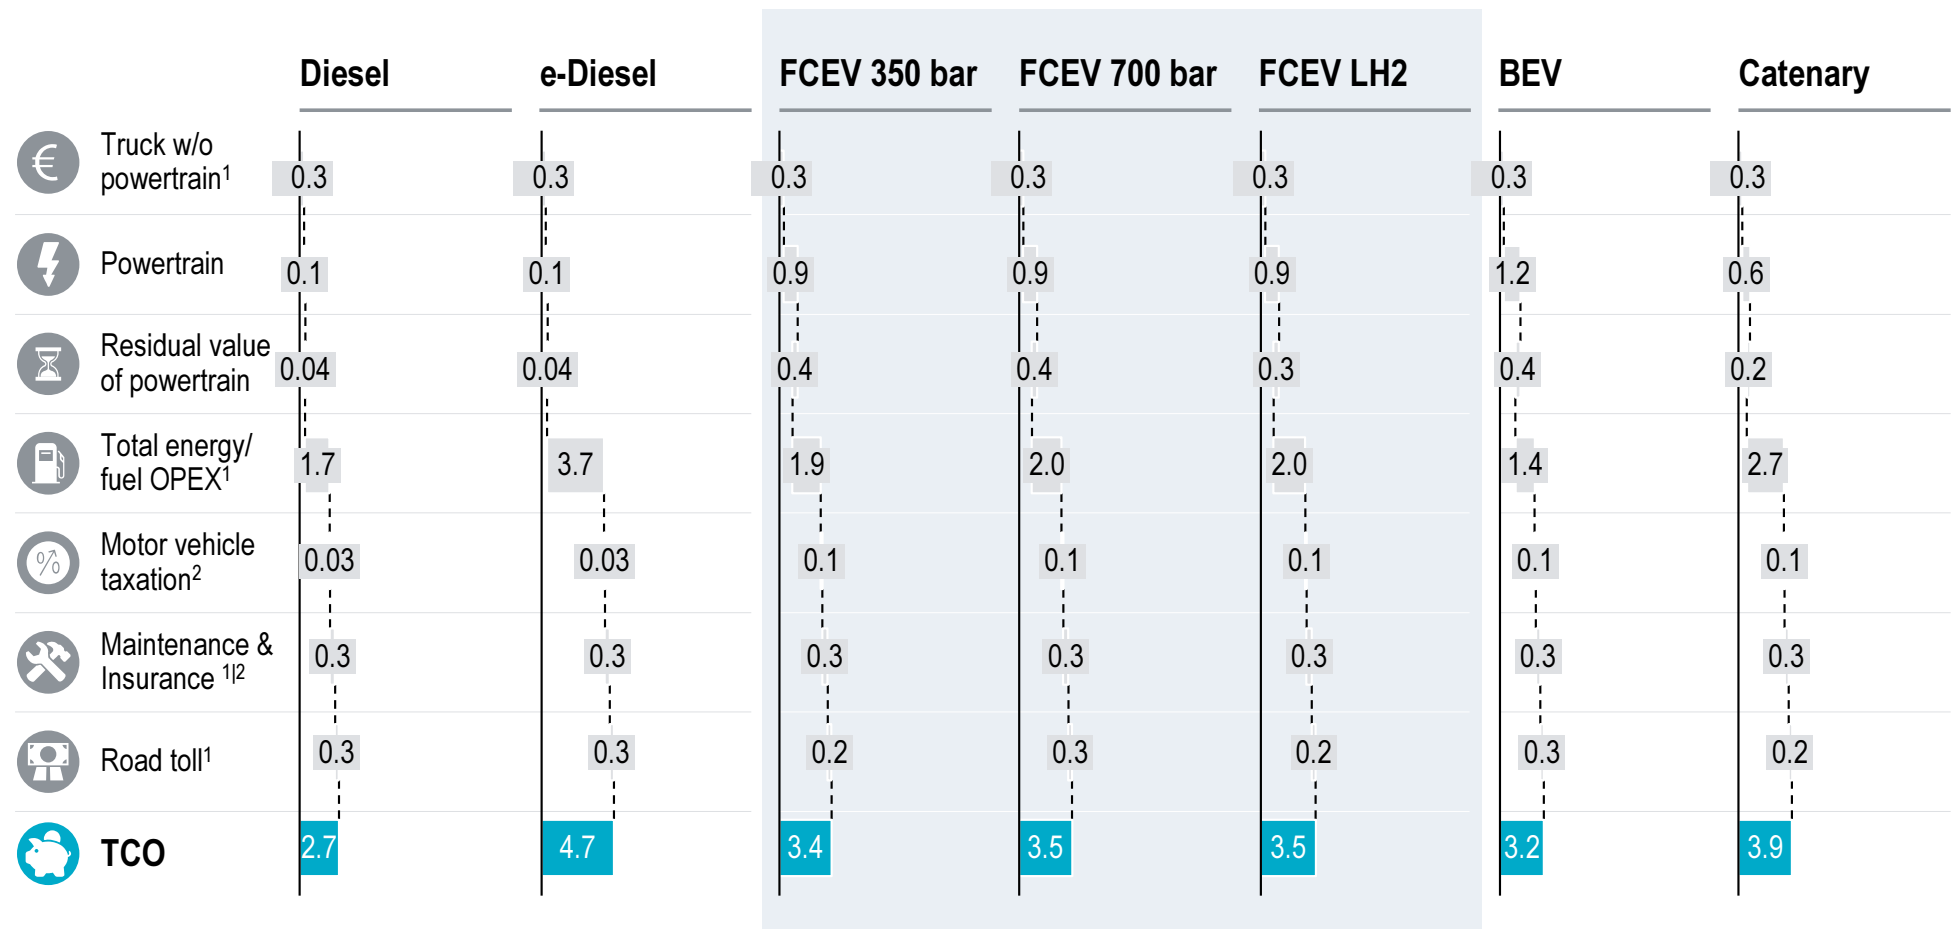 Diesel e-Diesel FCEV 350 bar FCEV 700 bar FCEV LH2 BEV Catenary
€ Truck w/o
powertrain¹ 0.3 0.3 0.3 0.3 0.3 0.3 0.3
Powertrain 0.1 0.1 0.9 0.9 0.9 1.2 0.6
Residual value
of powertrain 0.04 0.04 0.4 0.4 0.3 0.4 0.2
Total energy/
fuel OPEX¹ 1.7 3.7 1.9 2.0 2.0 1.4 2.7
% Motor vehicle
taxation² 0.03 0.03 0.1 0.1 0.1 0.1 0.1
Maintenance &
Insurance ¹|² 0.3 0.3 0.3 0.3 0.3 0.3 0.3
Road toll¹ 0.3 0.3 0.2 0.3 0.2 0.3 0.2
TCO 2.7 4.7 3.4 3.5 3.5 3.2 3.9